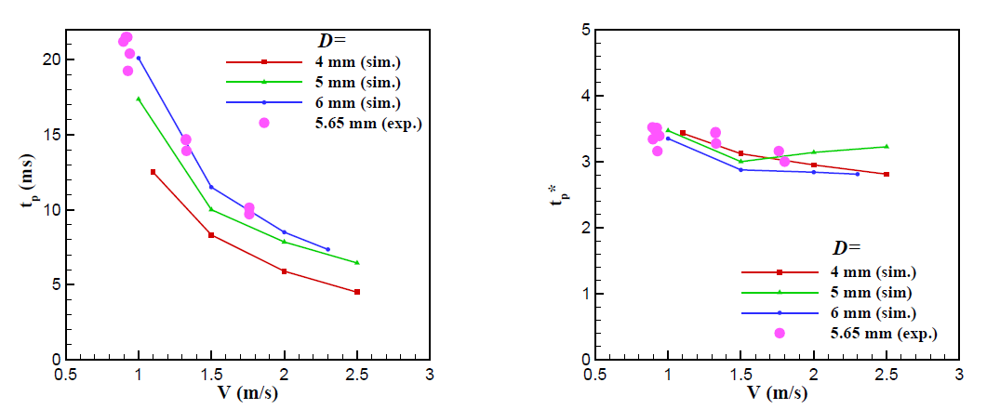 20
15
10
5
0
0.5 1 1.5 2 2.5 3
V (m/s)
tp (ms)
D=
4 mm (sim.)
5 mm (sim.)
6 mm (sim.)
5.65 mm (exp.)
5
4
3
2
1
0
0.5 1 1.5 2 2.5 3
V (m/s)
tp*
D=
4 mm (sim.)
5 mm (sim)
6 mm (sim.)
5.65 mm (exp.)